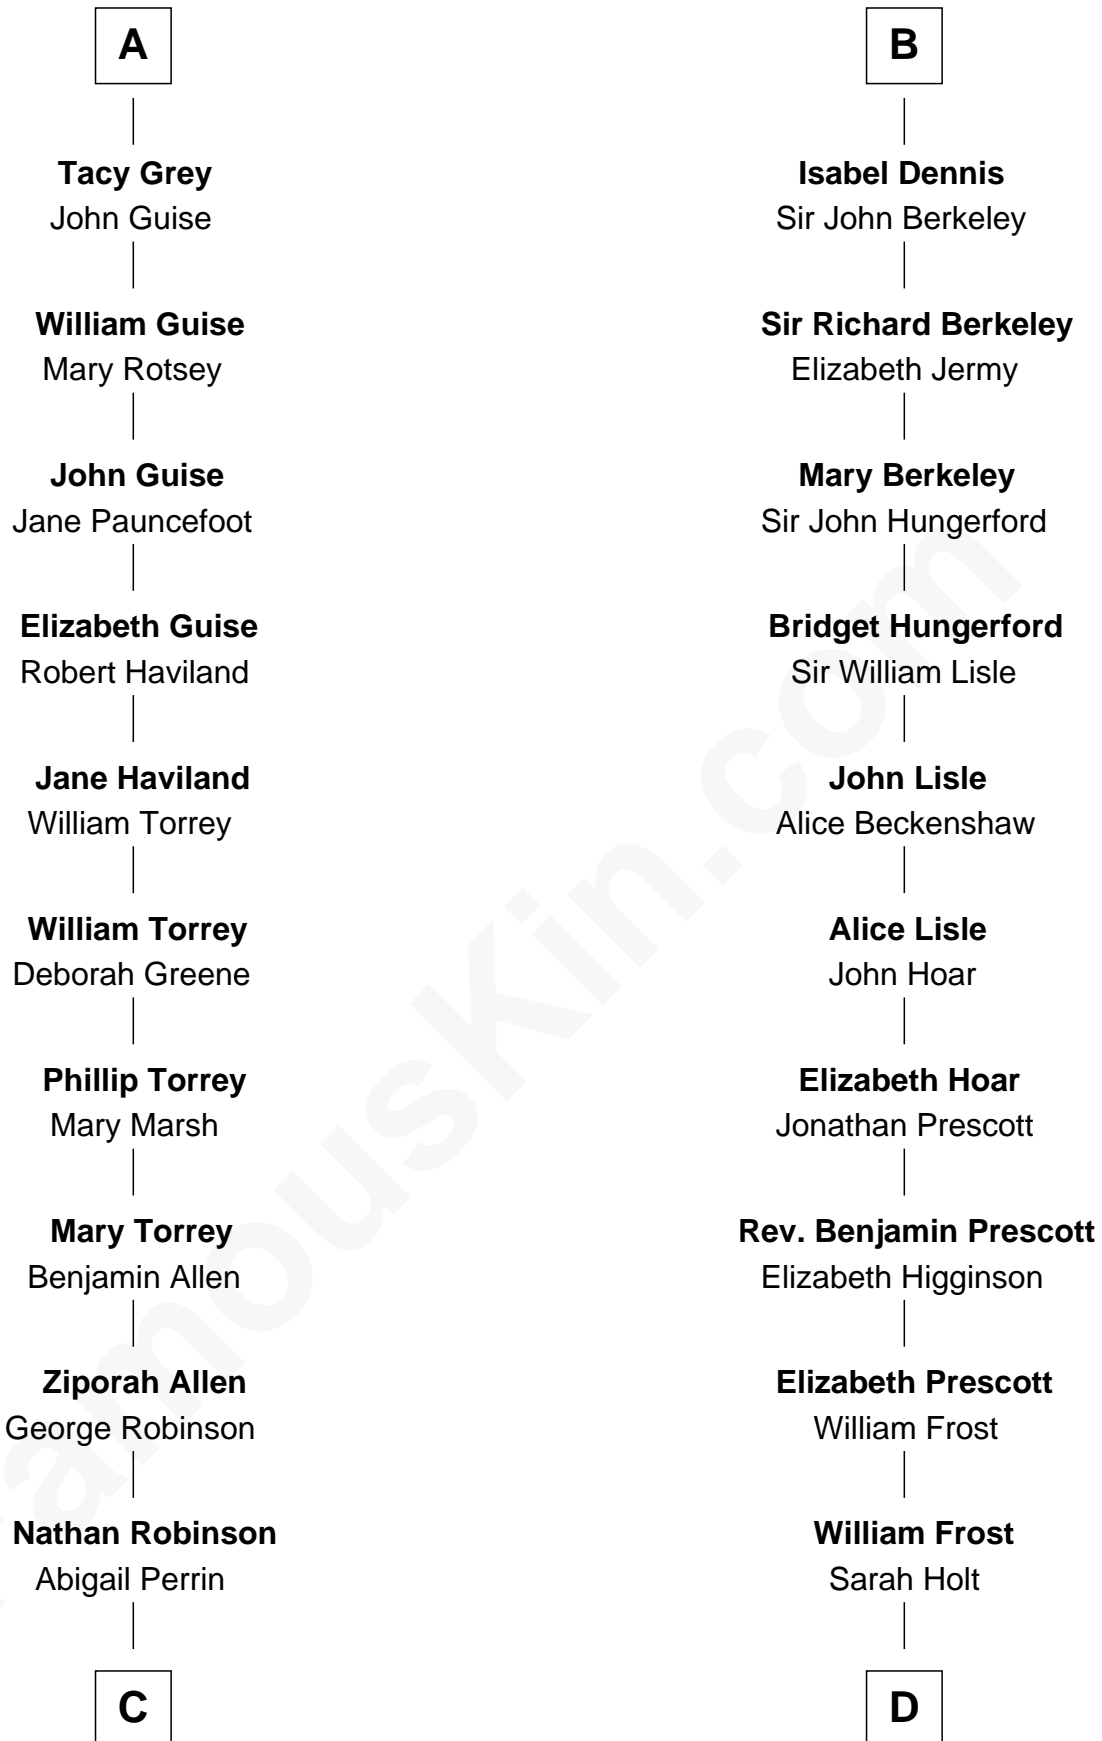 A
Tacy Grey
John Guise
William Guise
Mary Rotsey
John Guise
Jane Pauncefoot
Elizabeth Guise
Robert Haviland
Jane Haviland
William Torrey
William Torrey
Deborah Greene
Phillip Torrey
Mary Marsh
Mary Torrey
Benjamin Allen
Ziporah Allen
George Robinson
Nathan Robinson
Abigail Perrin
C
B
Isabel Dennis
Sir John Berkeley
Sir Richard Berkeley
Elizabeth Jermy
Mary Berkeley
Sir John Hungerford
Bridget Hungerford
Sir William Lisle
John Lisle
Alice Beckenshaw
Alice Lisle
John Hoar
Elizabeth Hoar
Jonathan Prescott
Rev. Benjamin Prescott
Elizabeth Higginson
Elizabeth Prescott
William Frost
William Frost
Sarah Holt
D
FamousKin.com